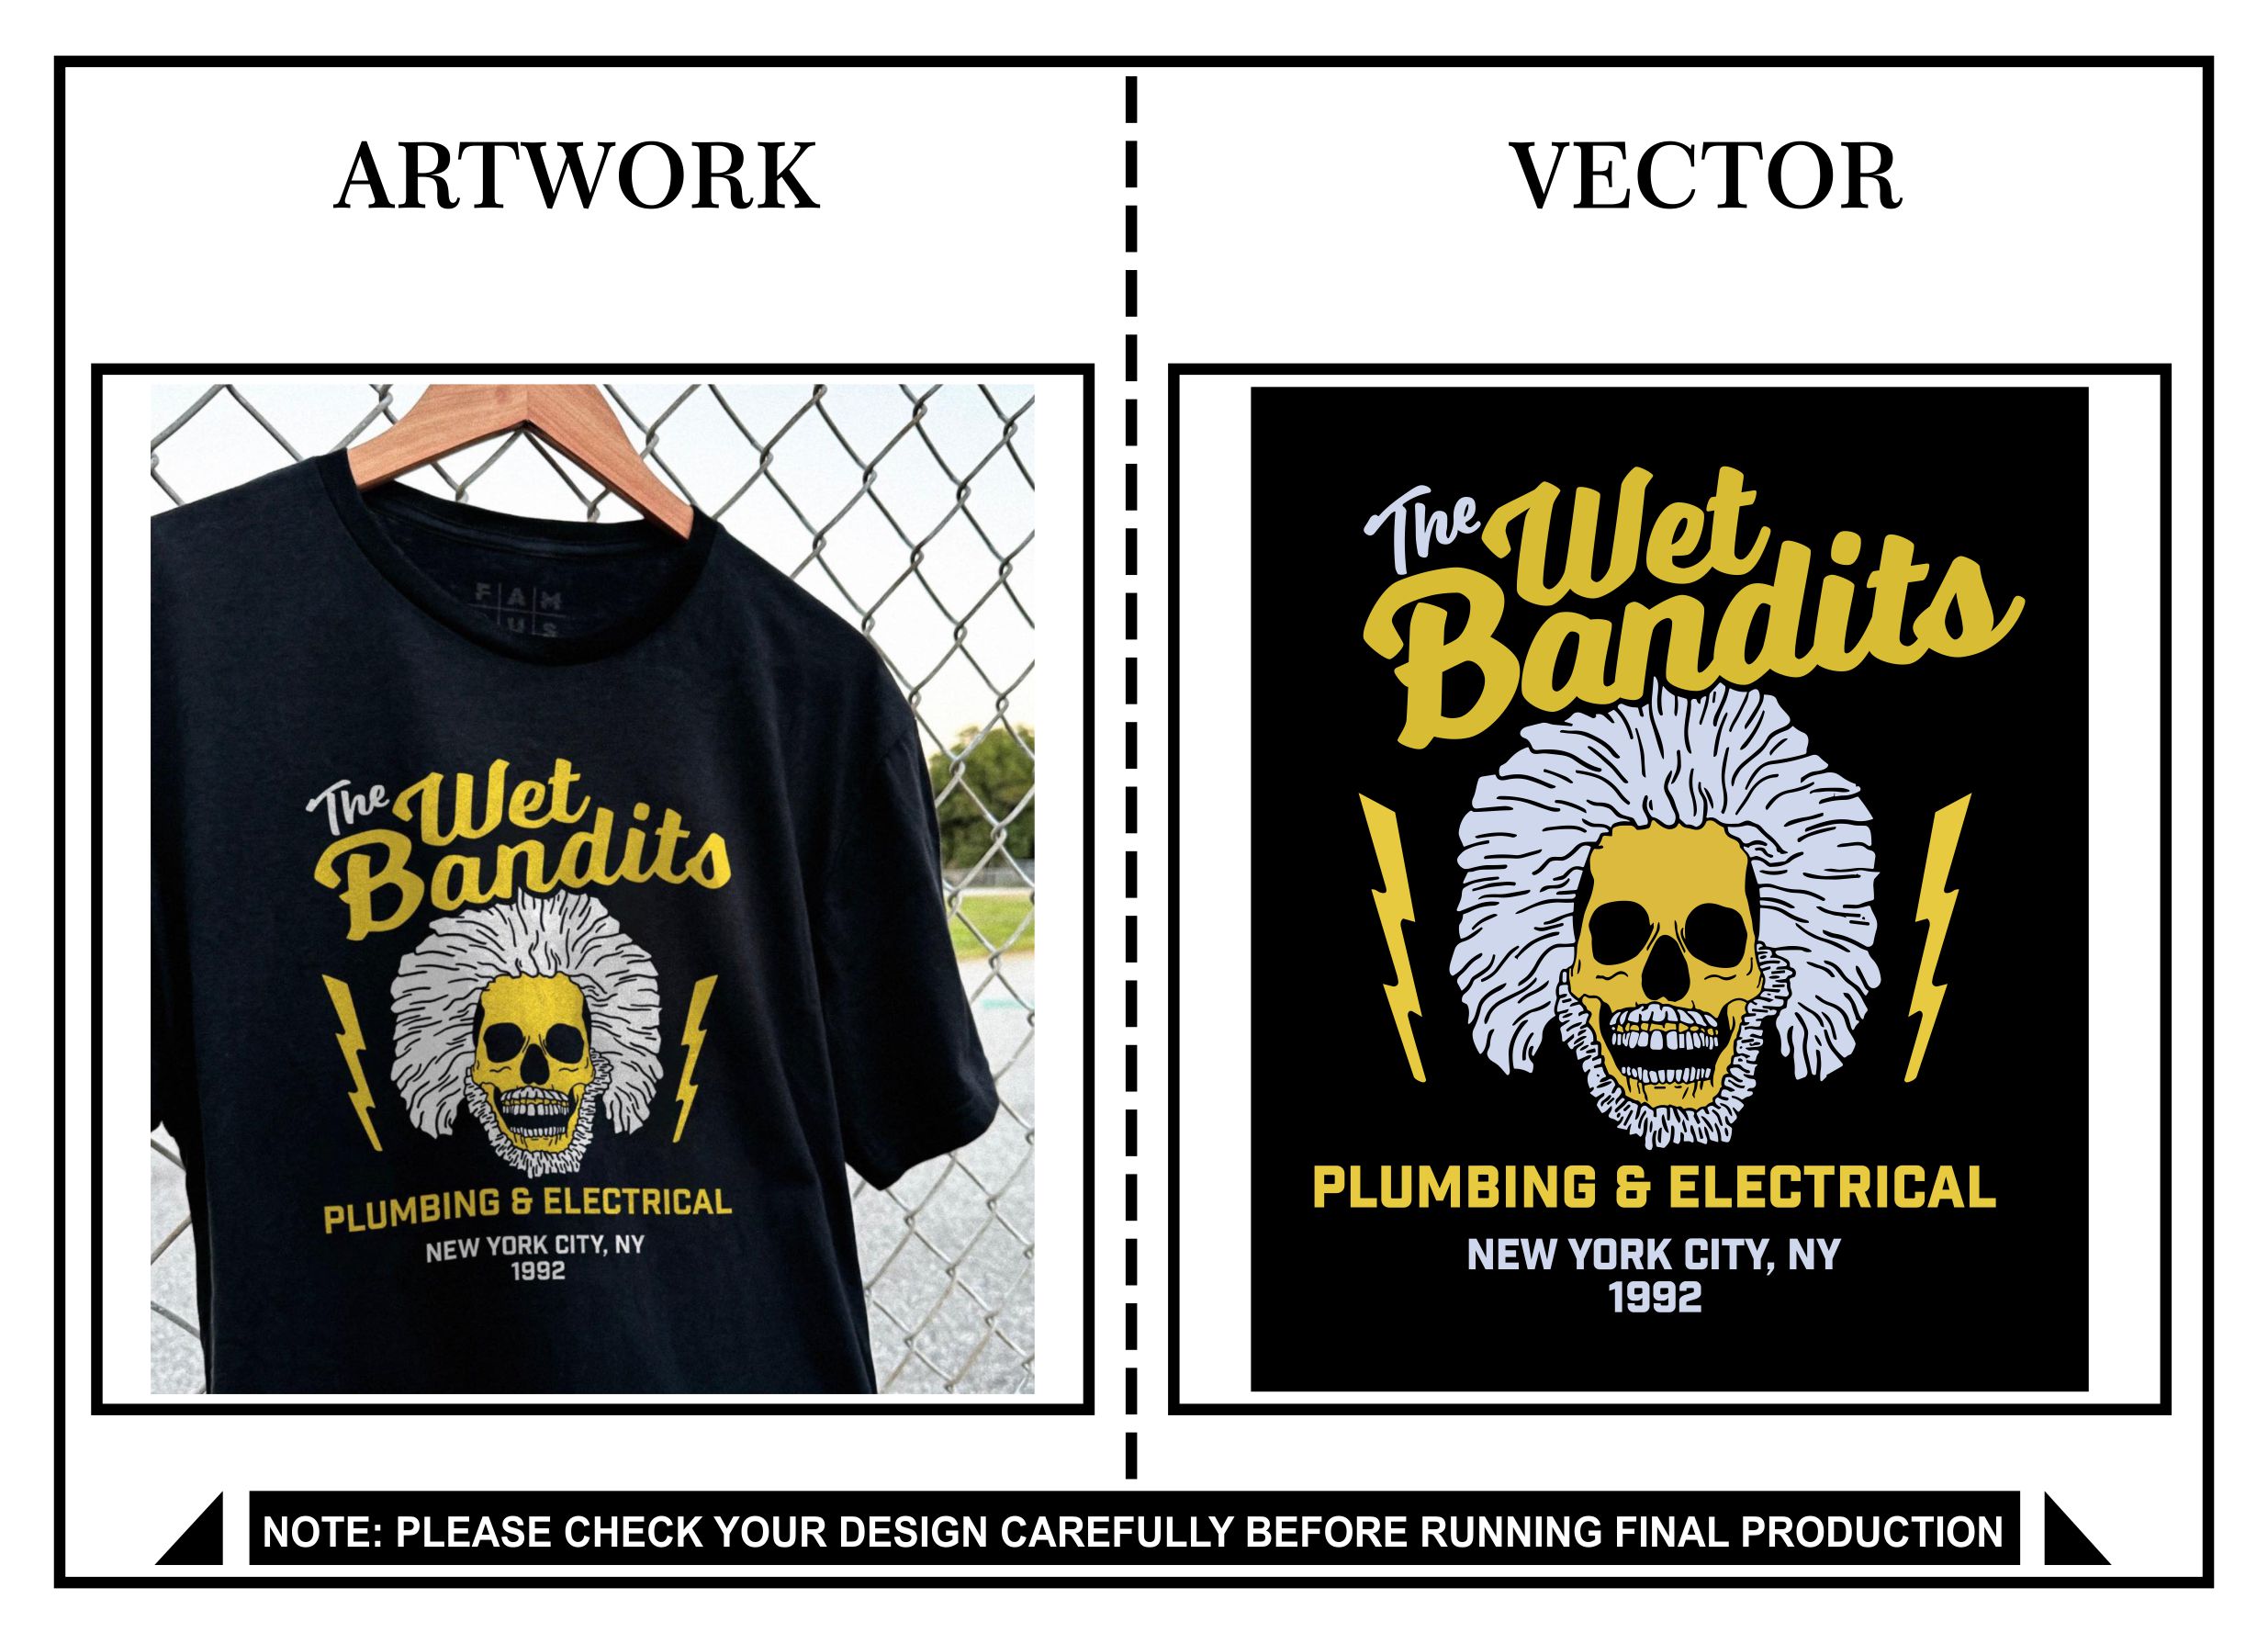 ARTWORK
VECTOR
F A M
U S
The Wet
Bandits
PLUMBING & ELECTRICAL
NEW YORK CITY, NY
1992
The Wet
Bandits
PLUMBING & ELECTRICAL
NEW YORK CITY, NY
1992
NOTE: PLEASE CHECK YOUR DESIGN CAREFULLY BEFORE RUNNING FINAL PRODUCTION